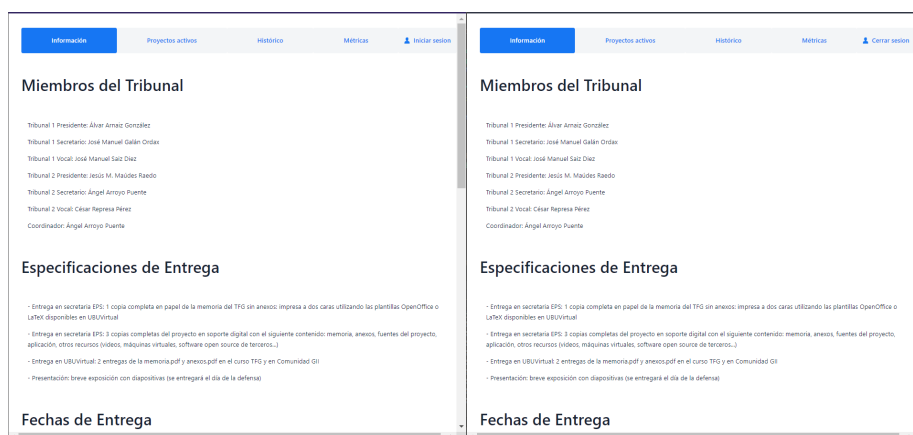 Información Proyectos activos Histórico Métricas Iniciar sesion
Miembros del Tribunal
Tribunal 1 Presidente: Álvar Arnaiz González
Tribunal 1 Secretario: José Manuel Galán Ordax
Tribunal 1 Vocal: José Manuel Saiz Diez
Tribunal 2 Presidente: Jesús M. Maúdes Raedo
Tribunal 2 Secretario: Ángel Arroyo Puente
Tribunal 2 Vocal: César Represa Pérez
Coordinador: Ángel Arroyo Puente
Especificaciones de Entrega
- Entrega en secretaria EPS: 1 copia completa en papel de la memoria del TFG sin anexos: impresa a dos caras utilizando las plantillas OpenOffice o
LaTeX disponibles en UBUVirtual
- Entrega en secretaria EPS: 3 copias completas del proyecto en soporte digital con el siguiente contenido: memoria, anexos, fuentes del proyecto,
aplicación, otros recursos (videos, máquinas virtuales, software open source de terceros...)
- Entrega en UBUVirtual: 2 entregas de la memoria.pdf y anexos.pdf en el curso TFG y en Comunidad GII
- Presentación: breve exposición con diapositivas (se entregará el día de la defensa)
Fechas de Entrega
Información Proyectos activos Histórico Métricas Cerrar sesion
Miembros del Tribunal
Tribunal 1 Presidente: Álvar Arnaiz González
Tribunal 1 Secretario: José Manuel Galán Ordax
Tribunal 1 Vocal: José Manuel Saiz Diez
Tribunal 2 Presidente: Jesús M. Maúdes Raedo
Tribunal 2 Secretario: Ángel Arroyo Puente
Tribunal 2 Vocal: César Represa Pérez
Coordinador: Ángel Arroyo Puente
Especificaciones de Entrega
- Entrega en secretaria EPS: 1 copia completa en papel de la memoria del TFG sin anexos: impresa a dos caras utilizando las plantillas OpenOffice o
LaTeX disponibles en UBUVirtual
- Entrega en secretaria EPS: 3 copias completas del proyecto en soporte digital con el siguiente contenido: memoria, anexos, fuentes del proyecto,
aplicación, otros recursos (videos, máquinas virtuales, software open source de terceros...)
- Entrega en UBUVirtual: 2 entregas de la memoria.pdf y anexos.pdf en el curso TFG y en Comunidad GII
- Presentación: breve exposición con diapositivas (se entregará el día de la defensa)
Fechas de Entrega